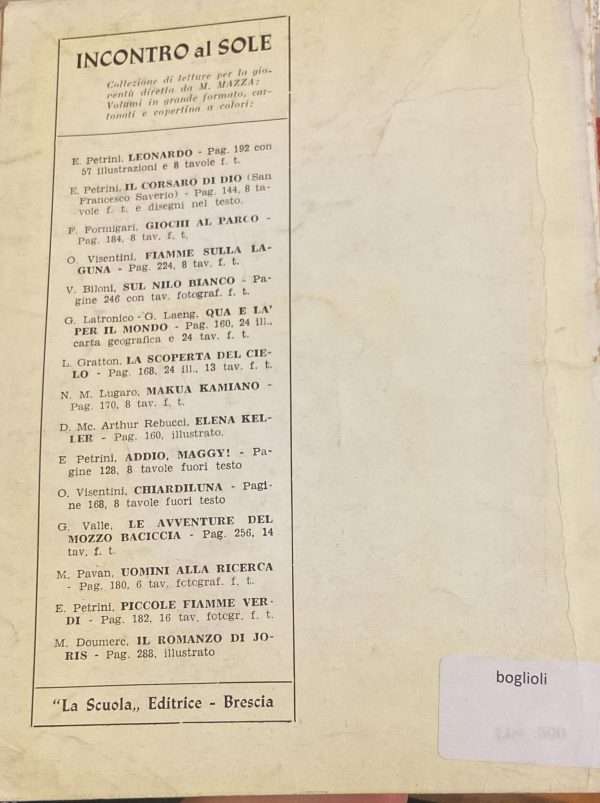 INCONTRO al SOLE
Collezione di letture per la gio-
ventù diretta da M. MAZZA:
Volumi in grande formato, car-
tonati e copertina a colori:
E. Petrini, LEONARDO - Pag. 192 con
57 illustrazioni e 8 tavole f. t.
E. Petrini, IL CORSARO DI DIO (San
Francesco Saverio) - Pag. 144, 8 ta-
vole f. t. e disegni nel testo.
F. Formigari, GIOCHI AL PARCO -
Pag. 184, 8 tav. f. t.
O. Visentini, FIAMME SULLA LA-
GUNA - Pag. 224, 8 tav. f. t.
V. Biloni, SUL NILO BIANCO - Pa-
gine 246 con tav. fotograf. f. t.
G. Latronico - G. Laeng, QUA E LA'
PER IL MONDO - Pag. 160, 24 ill.,
carta geografica e 24 tav. f. t.
L. Gratton, LA SCOPERTA DEL CIE-
LO - Pag. 168, 24 ill., 13 tav. f. t.
N. M. Lugaro, MAKUA KAMIANO -
Pag. 170, 8 tav. f. t.
D. Mc. Arthur Rebucci, ELENA KEL-
LER - Pag. 160, illustrato.
E Petrini, ADDIO, MAGGY! - Pa-
gine 128, 8 tavole fuori testo
O. Visentini, CHIARDILUNA - Pagi-
ne 168, 8 tavole fuori testo
G. Valle, LE AVVENTURE DEL
MOZZO BACICCIA - Pag. 256, 14
tav. f. t.
M. Pavan, UOMINI ALLA RICERCA
- Pag. 180, 6 tav. fotograf. f. t.
E. Petrini, PICCOLE FIAMME VER-
DI - Pag. 182, 16 tav. fotogr. f. t.
M. Doumerc, IL ROMANZO DI JO-
RIS - Pag. 288, illustrato
"La Scuola„ Editrice - Brescia
boglioli